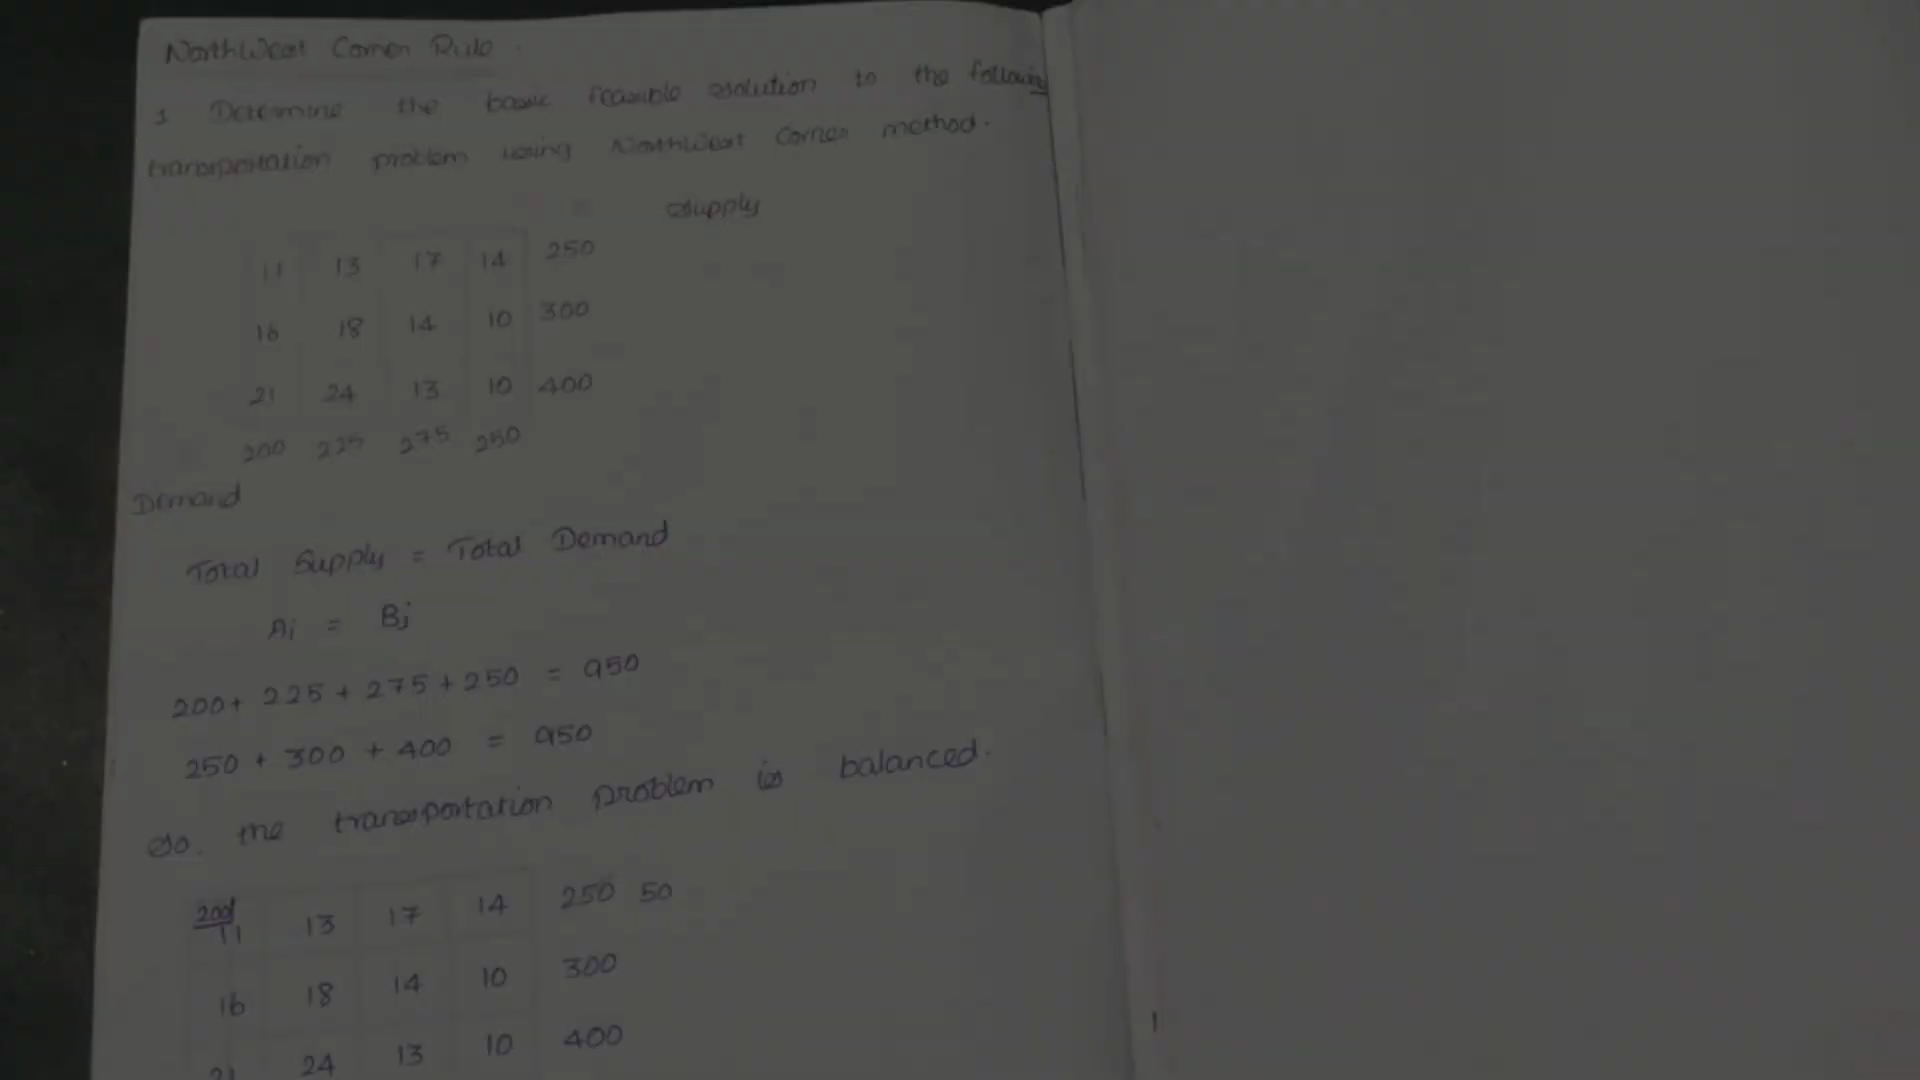 NorthWest Corner Rule.
1 Determine the basic feasible solution to the following
transportation problem using NorthWest Corner method.
Supply
11 13 17 14 250
16 18 14 10 300
21 24 13 10 400
200 225 275 250
Demand
Total Supply = Total Demand
Ai = Bj
200+ 225 + 275 + 250 = 950
250 + 300 + 400 = 950
So. the transportation problem is balanced.
200
11 13 17 14 250 50
16 18 14 10 300
21 24 13 10 400